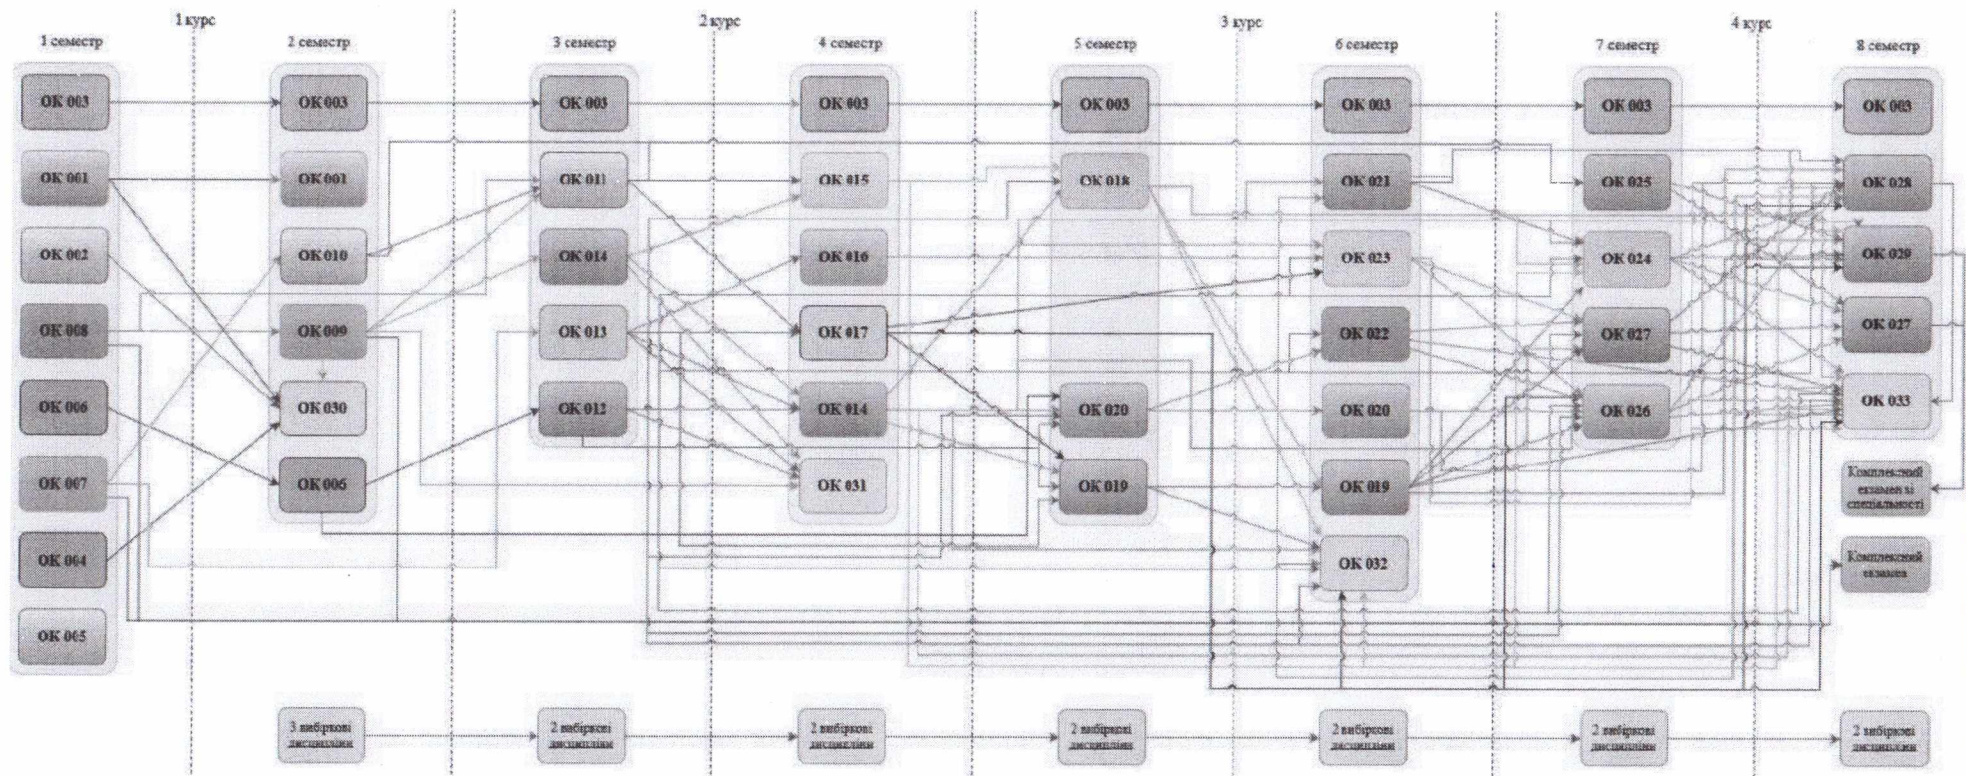 1 курс
2 курс
3 курс
4 курс
1 семестр
2 семестр
3 семестр
4 семестр
5 семестр
6 семестр
7 семестр
8 семестр
ОК 003
ОК 001
ОК 002
ОК 008
ОК 006
ОК 007
ОК 004
ОК 005
ОК 003
ОК 001
ОК 010
ОК 009
ОК 030
ОК 006
3 вибіркові
дисципліни
ОК 003
ОК 011
ОК 014
ОК 013
ОК 012
2 вибіркові
дисципліни
ОК 003
ОК 015
ОК 016
ОК 017
ОК 014
ОК 031
2 вибіркові
дисципліни
ОК 003
ОК 018
ОК 020
ОК 019
2 вибіркові
дисципліни
ОК 003
ОК 021
ОК 023
ОК 022
ОК 020
ОК 019
ОК 032
2 вибіркові
дисципліни
ОК 003
ОК 025
ОК 024
ОК 027
ОК 026
2 вибіркові
дисципліни
ОК 003
ОК 028
ОК 029
ОК 027
ОК 033
Комплексний
екзамен зі
спеціальності
Комплексний
екзамен
2 вибіркові
дисципліни